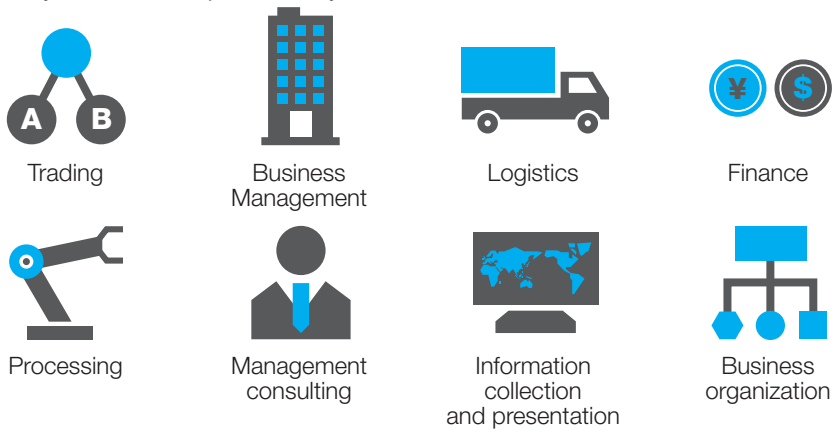 A B
¥ $
Trading
Business
Management
Logistics
Finance
Processing
Management
consulting
Information
collection
and presentation
Business
organization